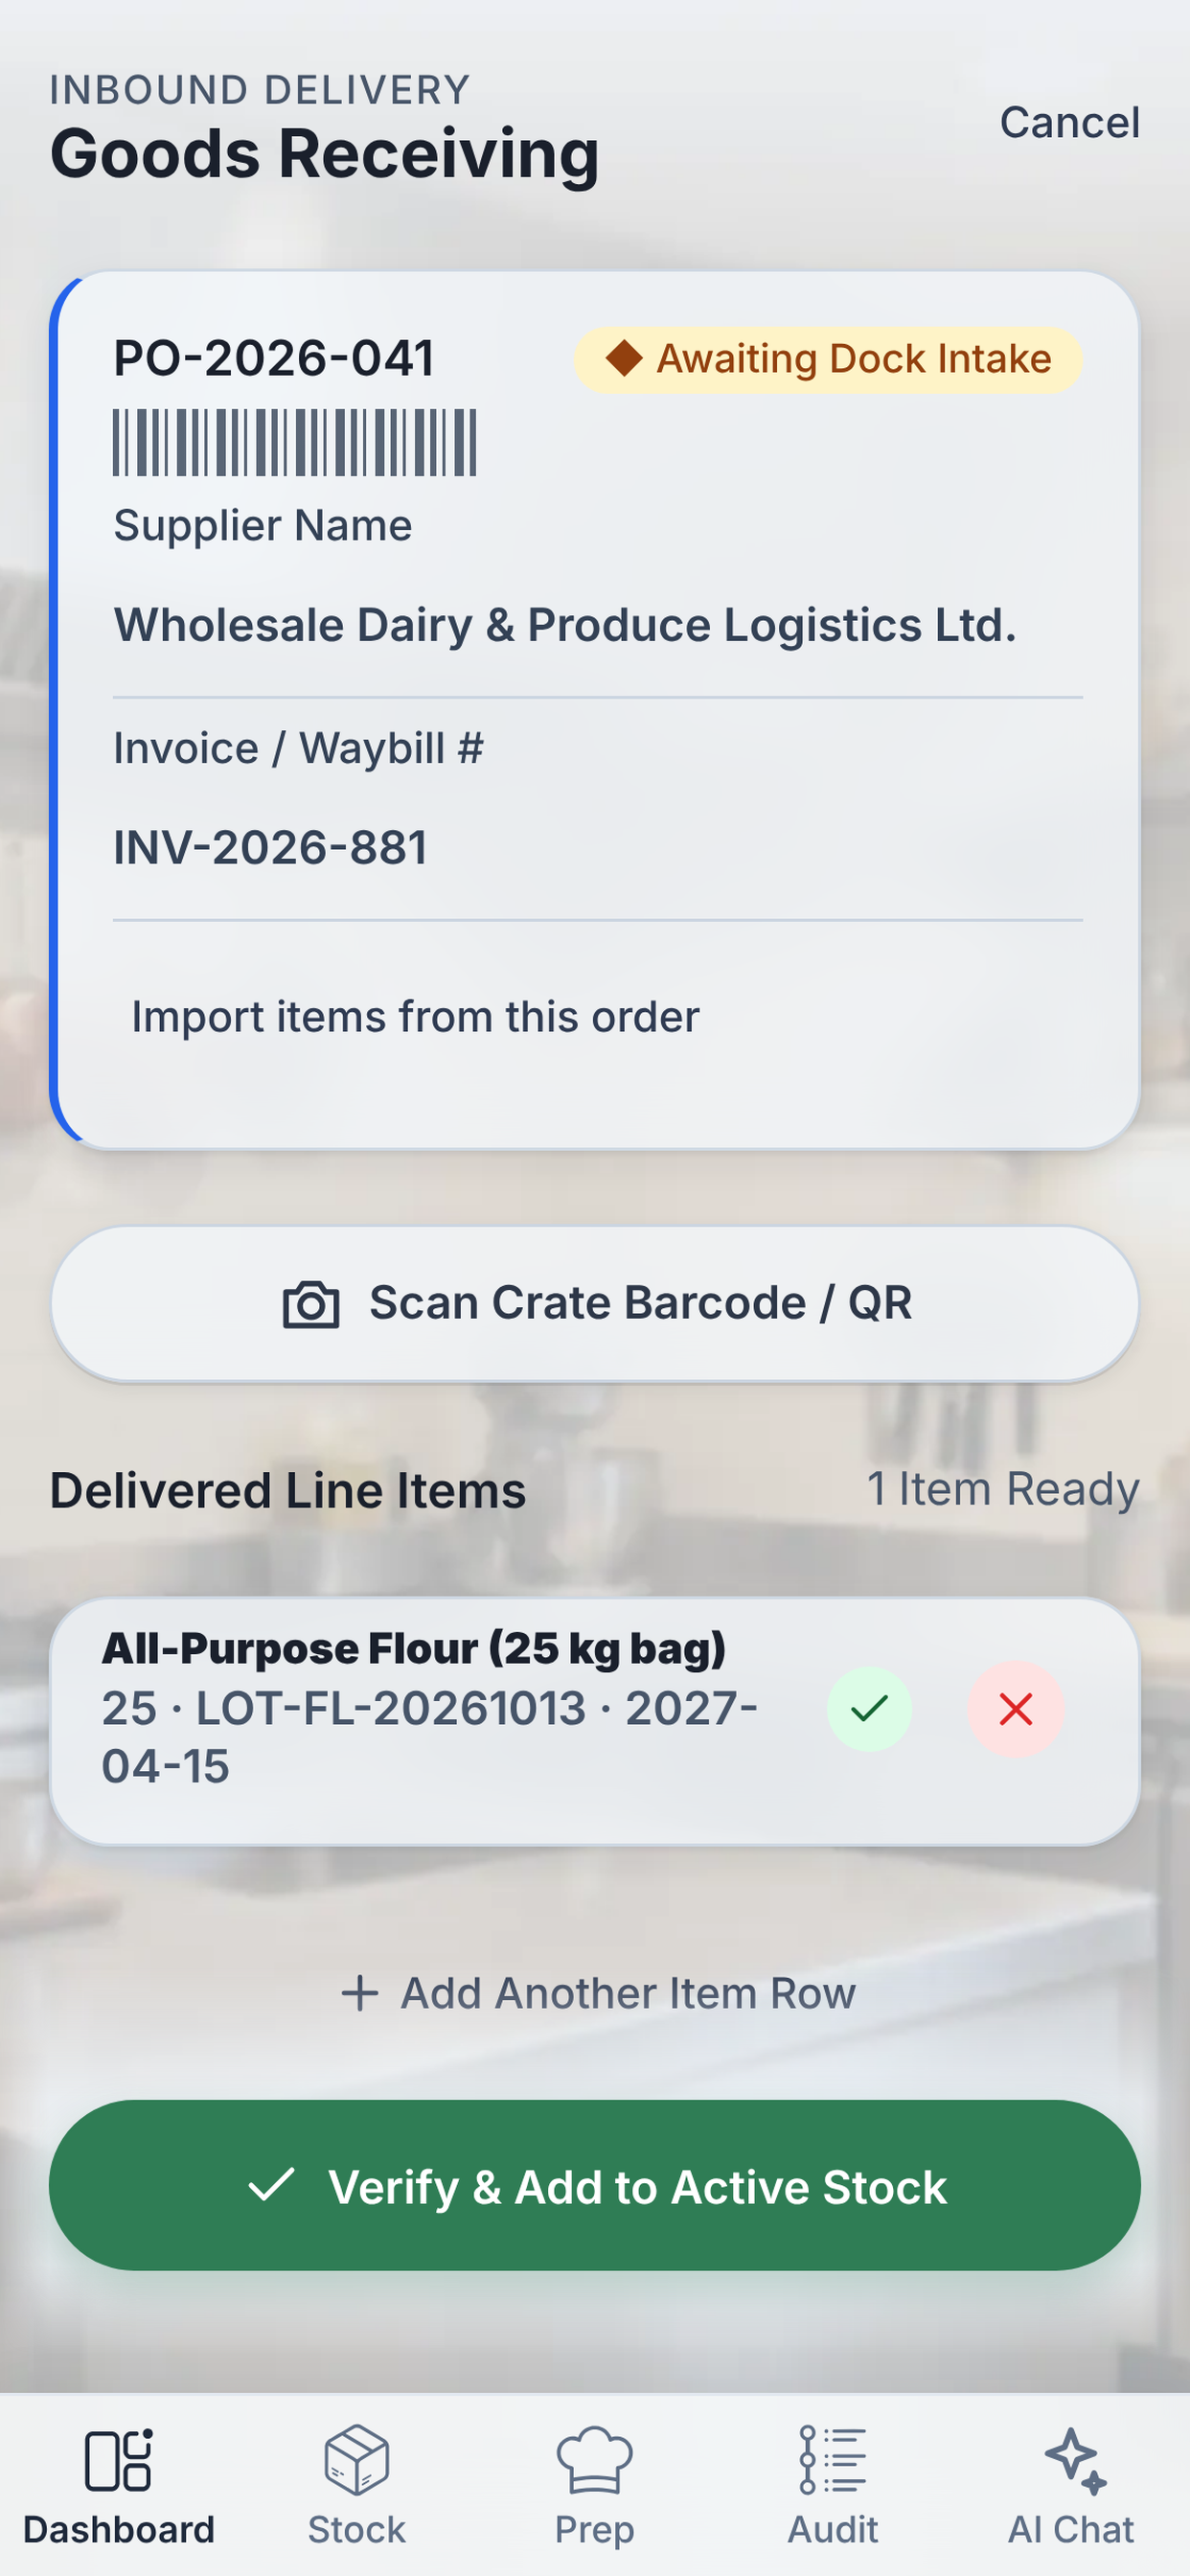 INBOUND DELIVERY
Goods Receiving
Cancel
PO-2026-041
◆ Awaiting Dock Intake
Supplier Name
Wholesale Dairy & Produce Logistics Ltd.
Invoice / Waybill #
INV-2026-881
Import items from this order
Scan Crate Barcode / QR
Delivered Line Items
1 Item Ready
All-Purpose Flour (25 kg bag)
25 · LOT-FL-20261013 · 2027-
04-15
+ Add Another Item Row
Verify & Add to Active Stock
Dashboard
Stock
Prep
Audit
AI Chat